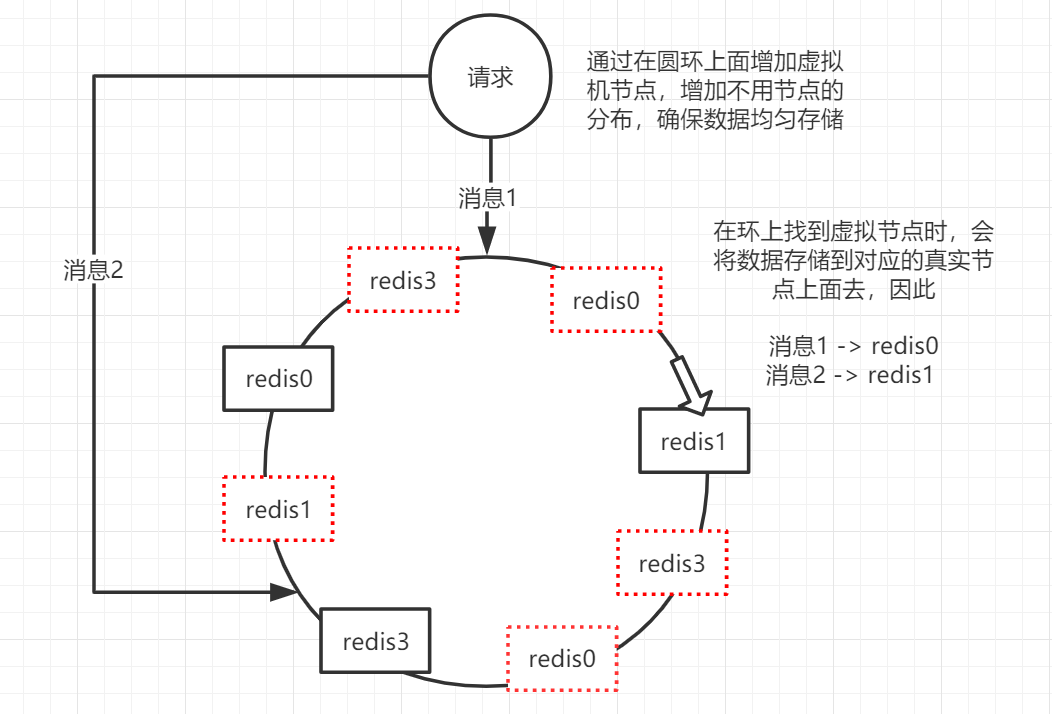 请求
通过在圆环上面增加虚拟
机节点，增加不用节点的
分布，确保数据均匀存储
消息1
消息2
在环上找到虚拟节点时，会
将数据存储到对应的真实节
点上面去，因此
消息1 -> redis0
消息2 -> redis1
redis3
redis0
redis0
redis1
redis1
redis3
redis3
redis0